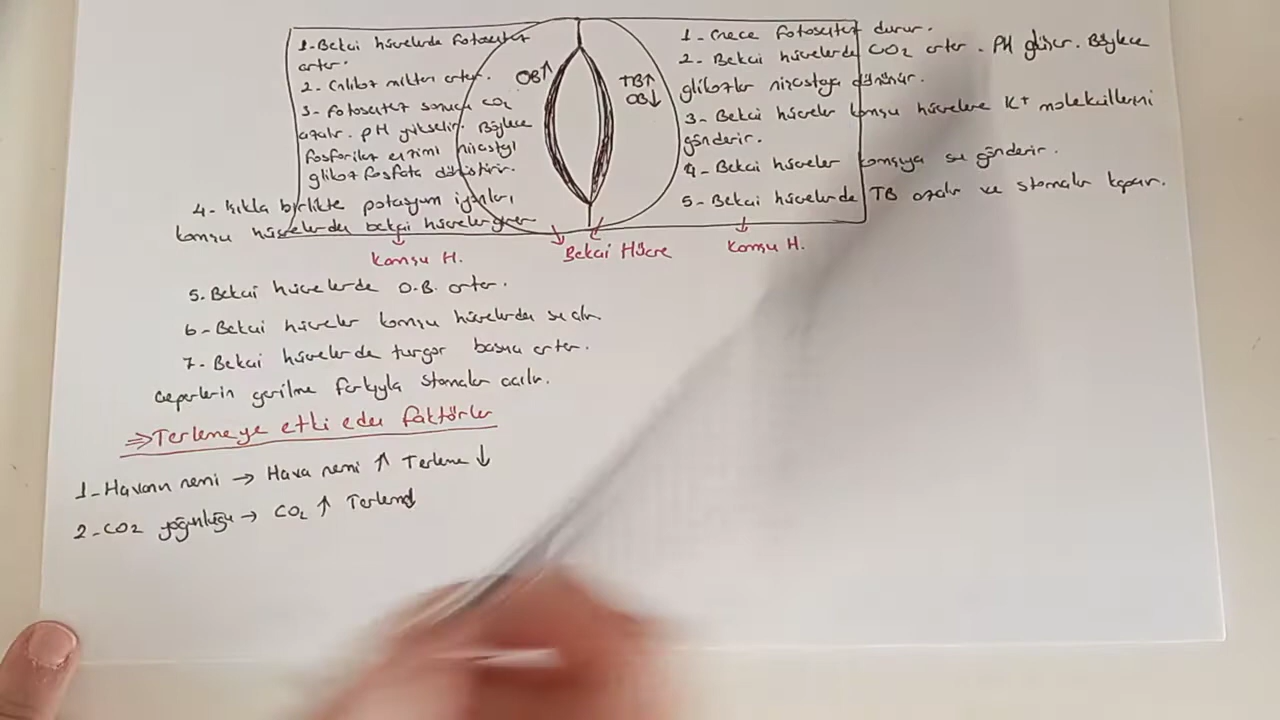 1- Bekçi hücrelerde fotosentez
artar.
2- Glikoz miktarı artar.
3- Fotosentez sonucu CO2
azalır. pH yükselir. Böylece
fosforilaz enzimi nişastayı
glikoz fosfata dönüştürür.
4- Işıkla birlikte potasyum iyonları,
komşu hücrelerden bekçi hücrelere girer
OB↑
TB↑
OB↓
1- Gece fotosentez durur.
2- Bekçi hücrelerde CO2 artar. PH düşer. Böylece
glikozlar nişastaya dönüşür.
3- Bekçi hücreler komşu hücrelere K+ moleküllerini
gönderir.
4- Bekçi hücreler komşuya su gönderir.
5- Bekçi hücrelerde TB azalır ve stomalar kapanır.
Komşu H.
Bekçi Hücre
Komşu H.
5. Bekçi hücrelerde O.B. artar.
6- Bekçi hücreler komşu hücrelerden su alır.
7- Bekçi hücrelerde turgor basıncı artar.
Çeperlerin gerilme farkıyla stomalar açılır.
⇒Terlemeye etki eden faktörler
1- Havanın nemi → Hava nemi ↑ Terleme ↓
2- CO2 yoğunluğu → CO2 ↑ Terleme↓